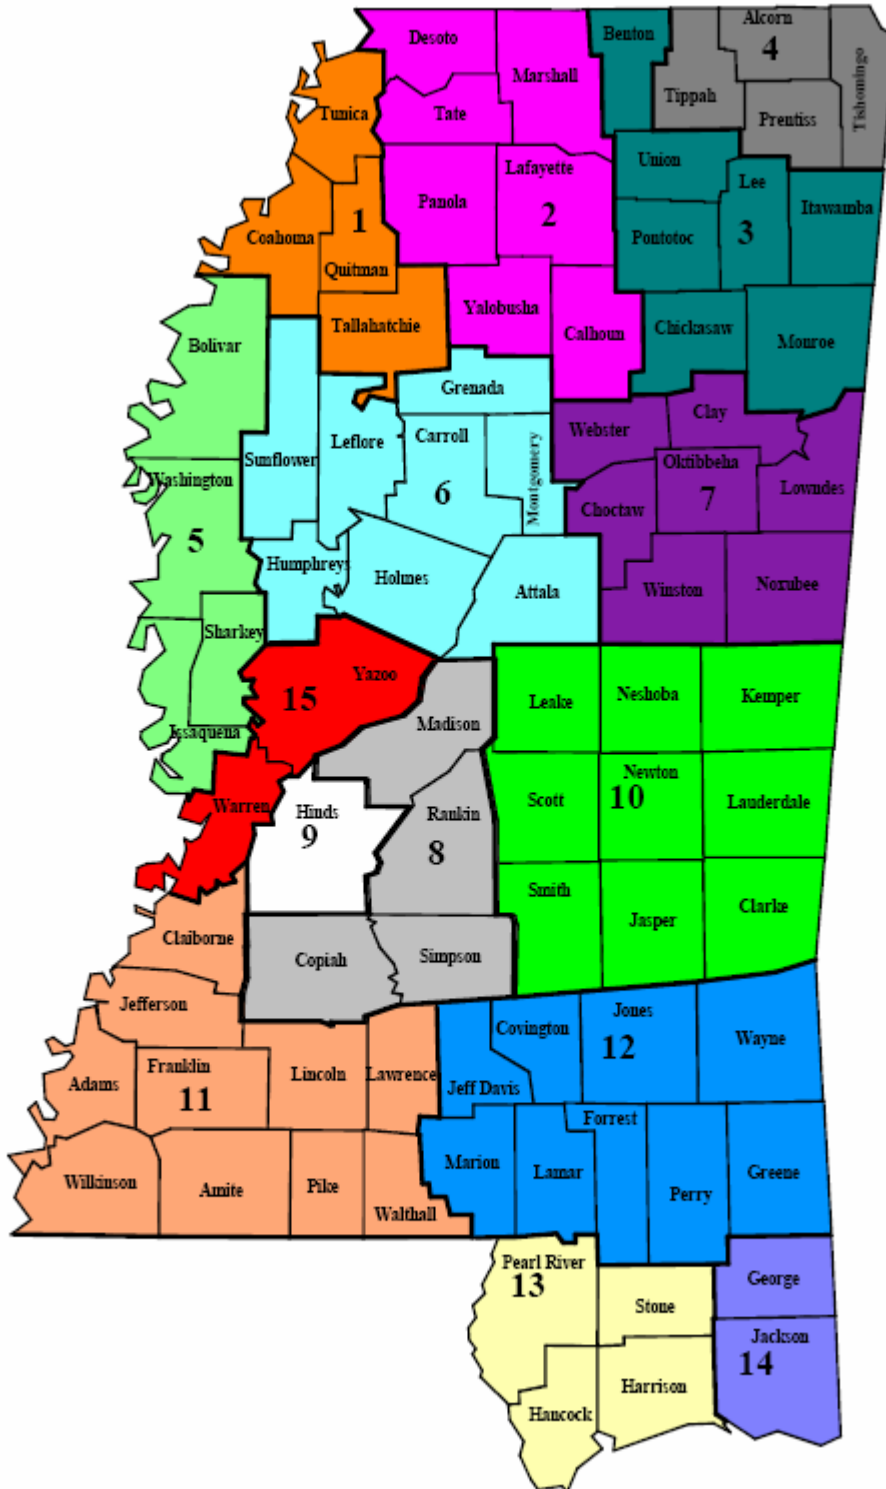 Desoto
Benton
Alcorn
4
Marshall
Tishomingo
Tippah
Tunica
Tate
Prentiss
Union
Lafayette
Lee
Panola
Itawamba
1
2
3
Coahoma
Pontotoc
Quitman
Yalobusha
Tallahatchie
Calhoun
Chickasaw
Monroe
Bolivar
Grenada
Clay
Webster
Leflore
Carroll
Sunflower
Oktibbeha
Montgomery
Washington
Lowndes
6
7
Choctaw
5
Humphreys
Holmes
Attala
Winston
Noxubee
Sharkey
Yazoo
15
Leake
Neshoba
Kemper
Madison
Issaquena
Newton
Warren
Hinds
Rankin
Scott
10
Lauderdale
9
8
Smith
Jasper
Clarke
Claiborne
Copiah
Simpson
Jefferson
Covington
Jones
Wayne
12
Franklin
Adams
Lincoln
Lawrence
Jeff Davis
11
Forrest
Marion
Lamar
Greene
Wilkinson
Amite
Pike
Perry
Walthall
Pearl River
13
George
Stone
Jackson
14
Harrison
Hancock